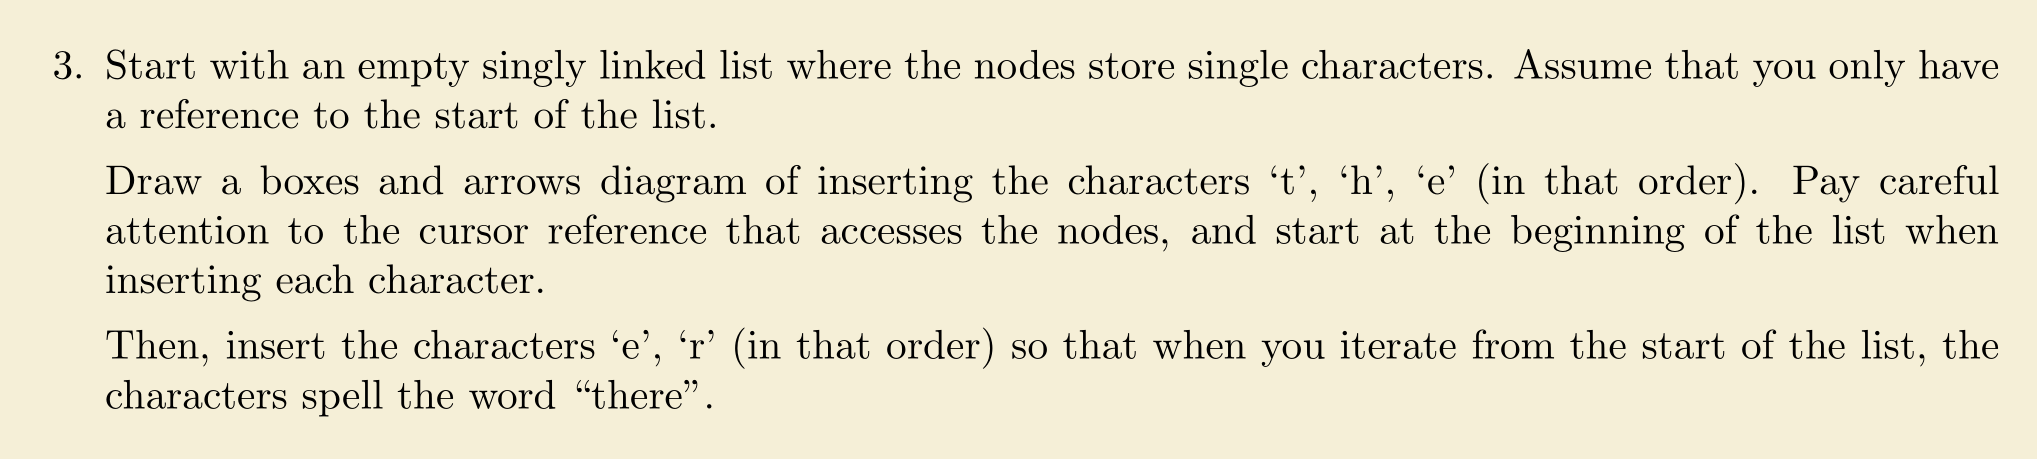 3. Start with an empty singly linked list where the nodes store single characters. Assume that you only have
a reference to the start of the list.
Draw a boxes and arrows diagram of inserting the characters ‘t’, ‘h’, ‘e’ (in that order). Pay careful
attention to the cursor reference that accesses the nodes, and start at the beginning of the list when
inserting each character.
Then, insert the characters ‘e’, ‘r’ (in that order) so that when you iterate from the start of the list, the
characters spell the word “there”.